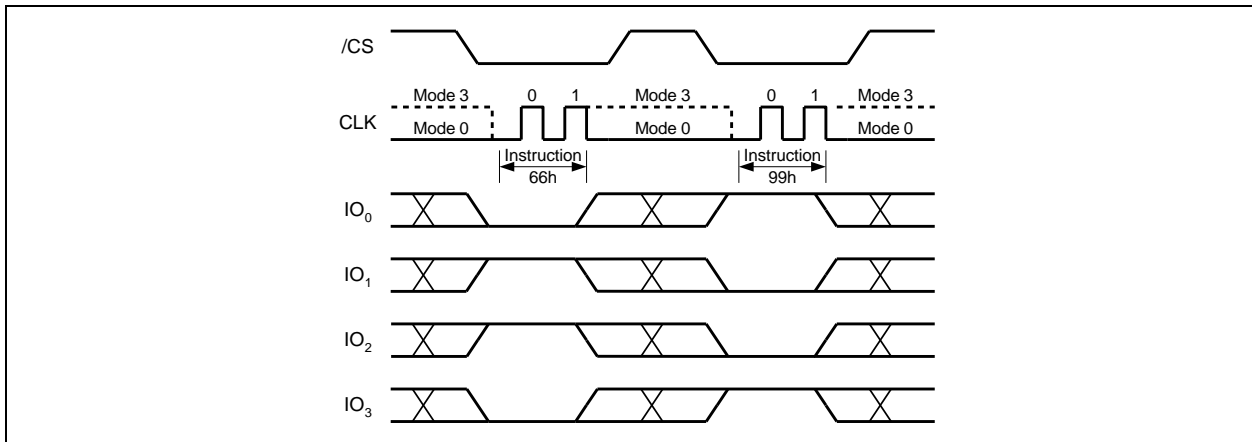 /CS
Mode 3 0 1 Mode 3 0 1 Mode 3
CLK
Mode 0 Mode 0 Mode 0
Instruction Instruction
66h 99h
IO0
IO1
IO2
IO3